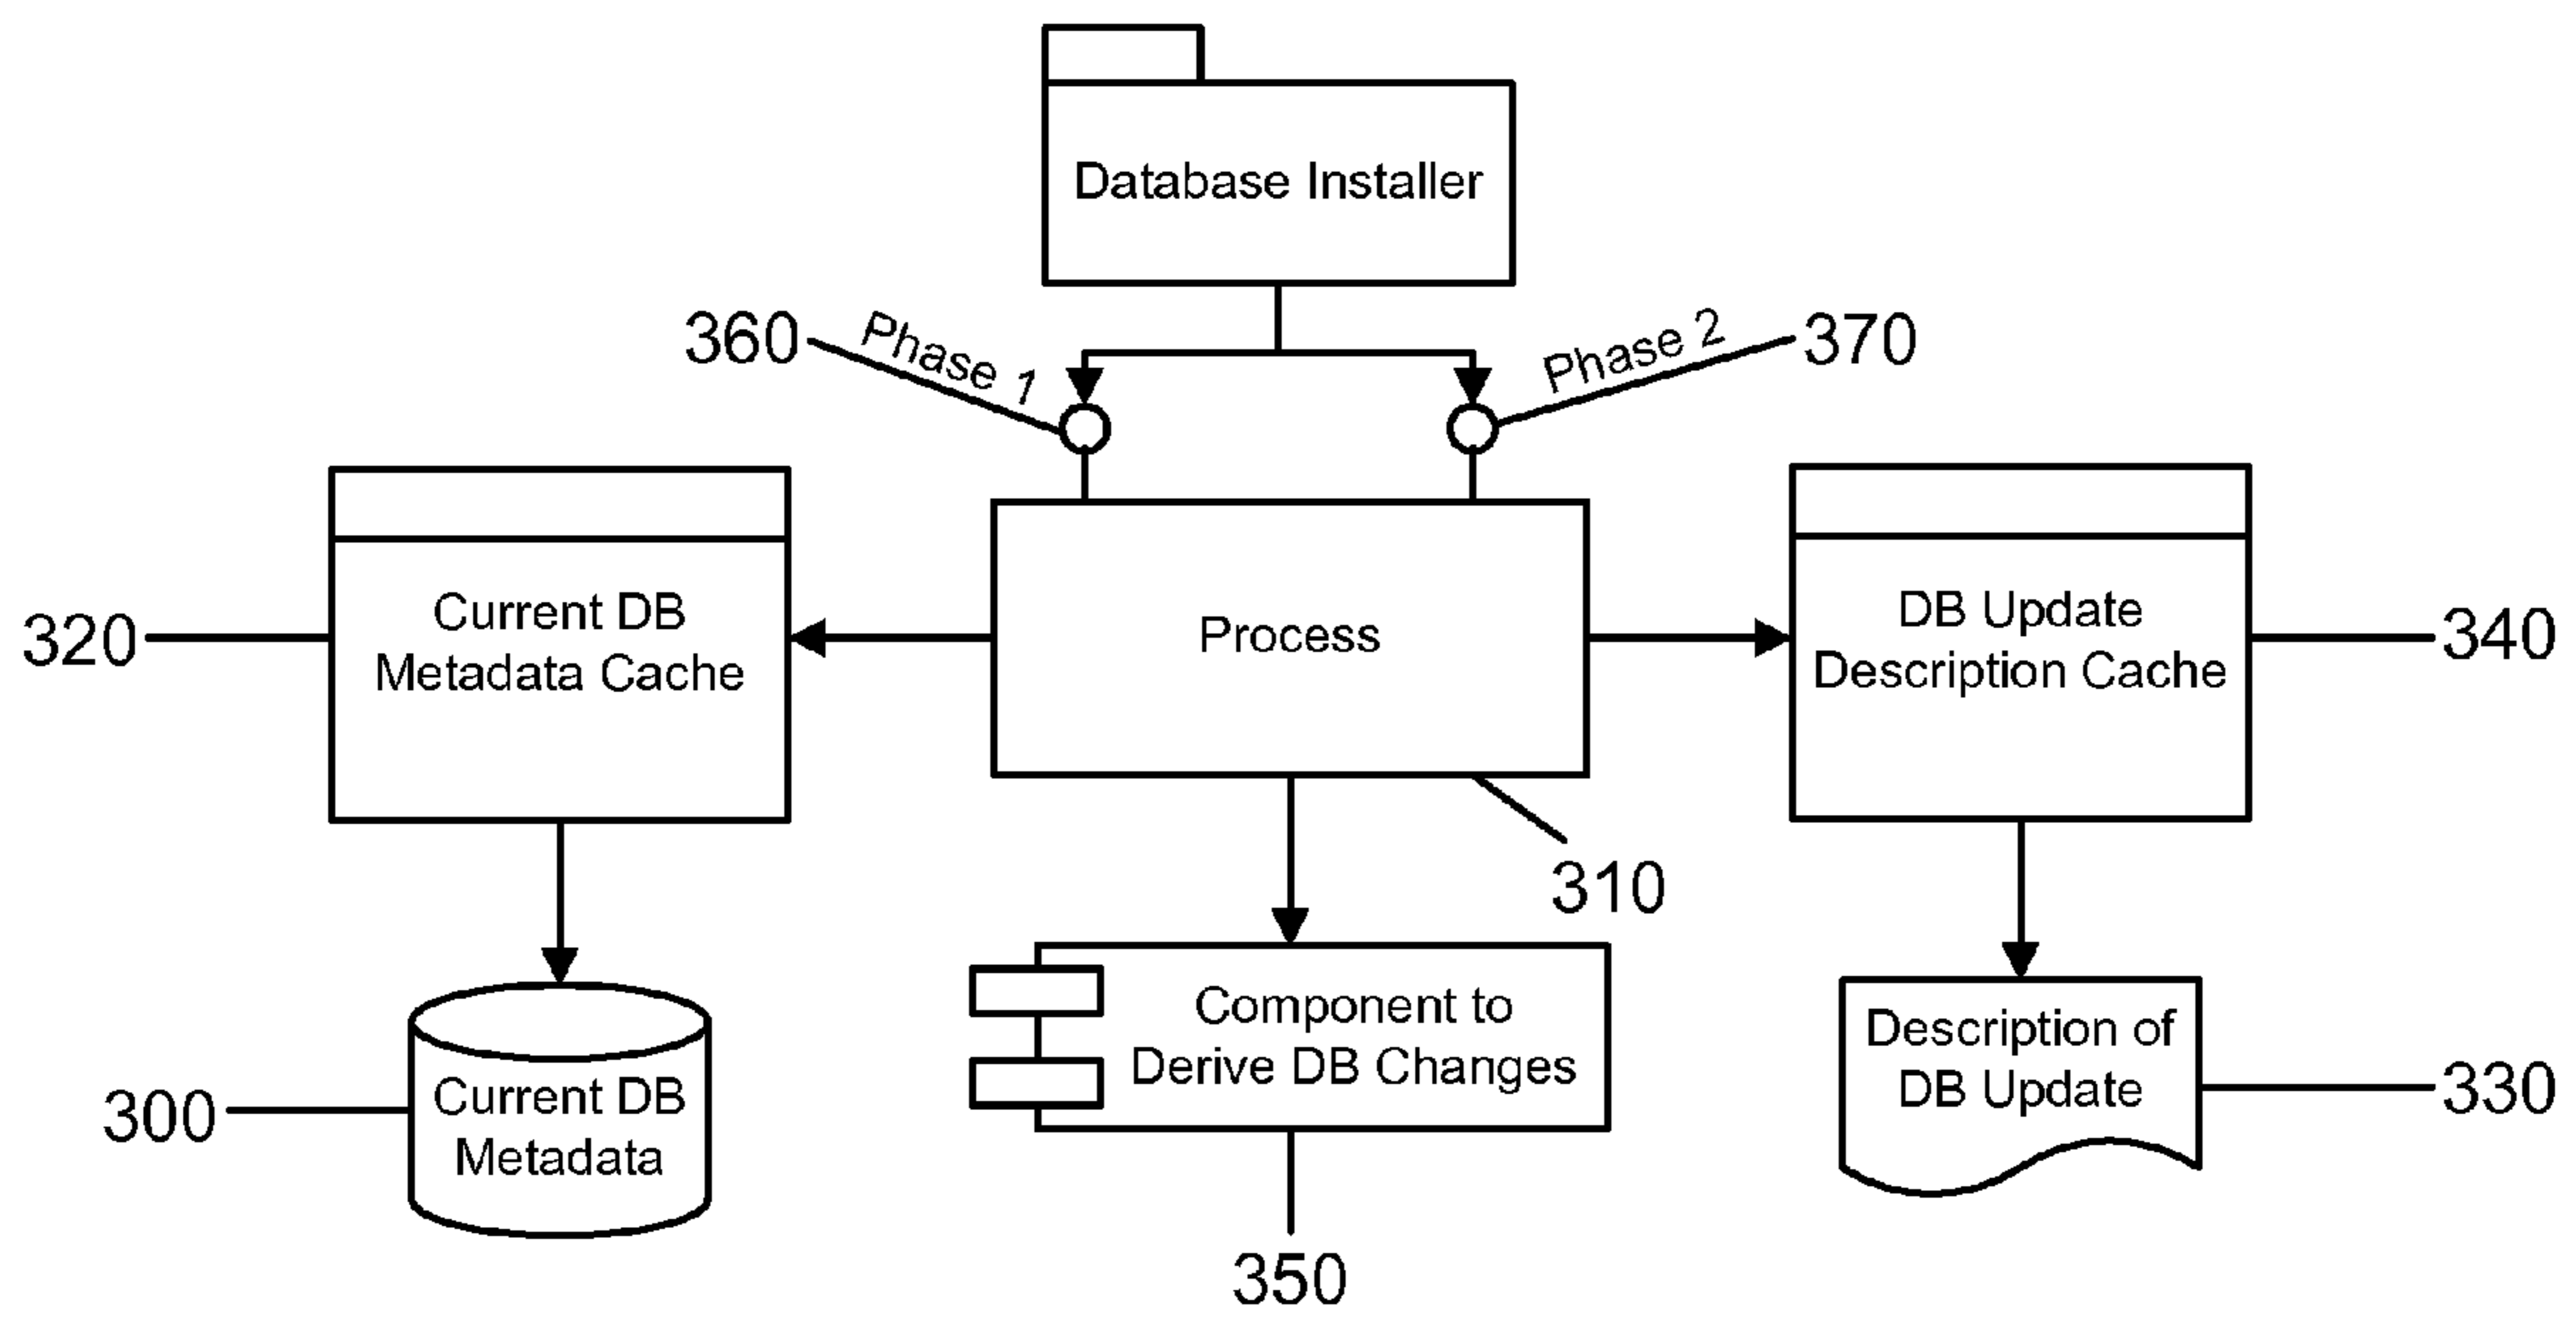 Database Installer
360
Phase 1
Phase 2
370
Current DB
Metadata Cache
320
Process
DB Update
Description Cache
340
310
Component to
Derive DB Changes
Description of
DB Update
330
300
Current DB
Metadata
350